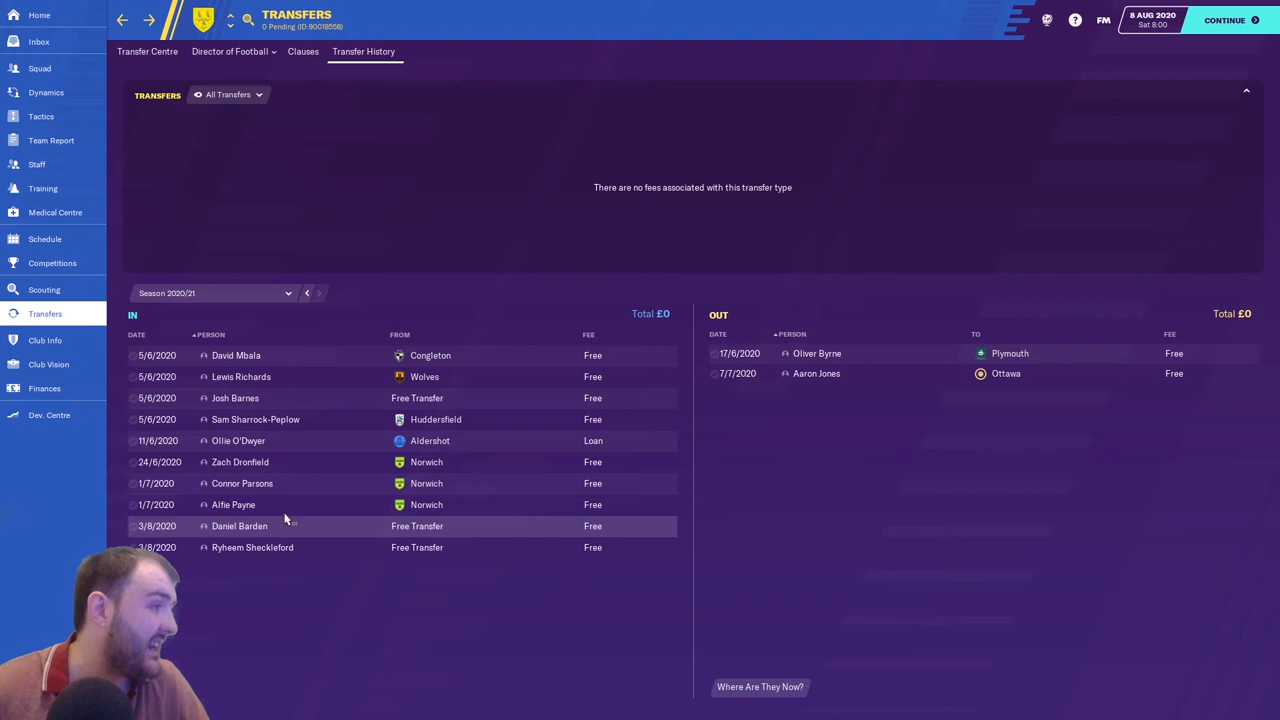 Home
Inbox
Squad
Dynamics
Tactics
Team Report
Staff
Training
Medical Centre
Schedule
Competitions
Scouting
Transfers
Club Info
Club Vision
Finances
Dev. Centre
TRANSFERS
0 Pending (ID:90018558)
? FM
8 AUG 2020
Sat 8:00
CONTINUE
Transfer Centre Director of Football Clauses Transfer History
TRANSFERS All Transfers
There are no fees associated with this transfer type
Season 2020/21
IN Total £0
DATE PERSON FROM FEE
5/6/2020 David Mbala Congleton Free
5/6/2020 Lewis Richards Wolves Free
5/6/2020 Josh Barnes Free Transfer Free
5/6/2020 Sam Sharrock-Peplow Huddersfield Free
11/6/2020 Ollie O'Dwyer Aldershot Loan
24/6/2020 Zach Dronfield Norwich Free
1/7/2020 Connor Parsons Norwich Free
1/7/2020 Alfie Payne Norwich Free
3/8/2020 Daniel Barden Free Transfer Free
3/8/2020 Ryheem Sheckleford Free Transfer Free
OUT Total £0
DATE PERSON TO FEE
17/6/2020 Oliver Byrne Plymouth Free
7/7/2020 Aaron Jones Ottawa Free
Where Are They Now?